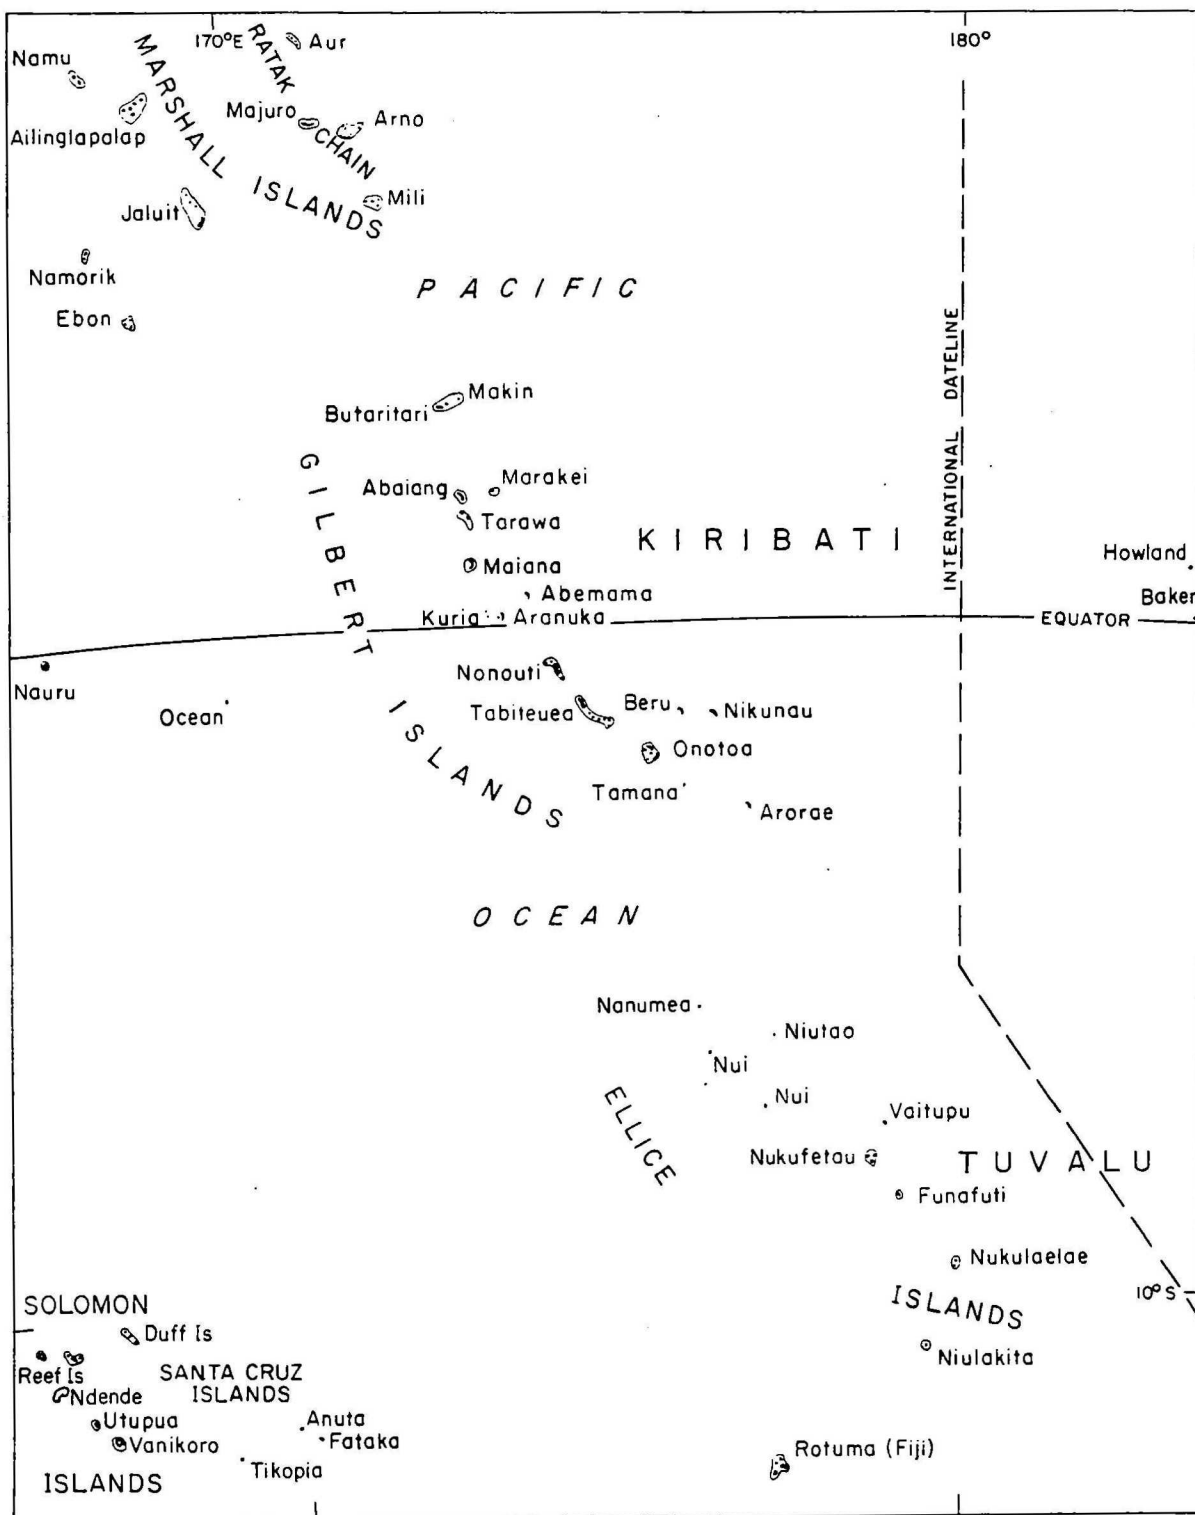 170°E
180°
Namu
MARSHALL ISLANDS
RATAK CHAIN
Aur
Ailinglapalap
Majuro
Arno
Jaluit
Mili
Namorik
PACIFIC
Ebon
INTERNATIONAL DATELINE
Makin
Butaritari
GILBERT ISLANDS
Abaiang
Marakei
Tarawa
KIRIBATI
Howland
Maiana
Abemama
Baker
Kuria
Aranuka
EQUATOR
Nauru
Nonouti
Ocean
Tabiteuea
Beru
Nikunau
Onotoa
Tamana
Arorae
OCEAN
Nanumea
Niutao
Nui
Nui
ELLICE
Vaitupu
Nukufetau
TUVALU
Funafuti
Nukulaelae
10°S
ISLANDS
SOLOMON
Duff Is
Niulakita
Reef Is
SANTA CRUZ
ISLANDS
Ndende
Utupua
Anuta
Vanikoro
Fataka
Rotuma (Fiji)
Tikopia
ISLANDS